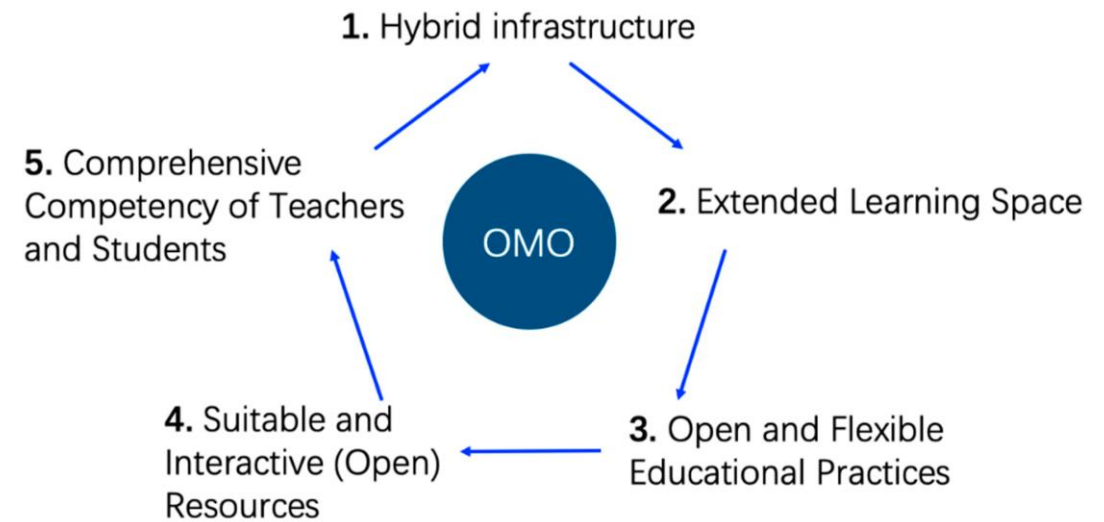 1. Hybrid infrastructure
2. Extended Learning Space
3. Open and Flexible
Educational Practices
4. Suitable and
Interactive (Open)
Resources
5. Comprehensive
Competency of Teachers
and Students
OMO